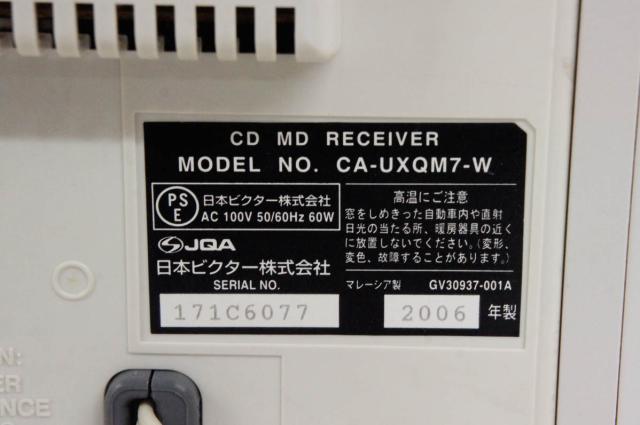 CD MD RECEIVER
MODEL NO. CA-UXQM7-W
PS
E
日本ビクター株式会社
AC 100V 50/60Hz 60W
JQA
日本ビクター株式会社
SERIAL NO.
171C6077
高温にご注意
窓をしめきった自動車内や直射
日光の当たる所、暖房器具の近く
に放置しないでください。(変形、
変色、故障することがあります。)
マレーシア製 GV30937-001A
2006 年製
N:
ER
NCE